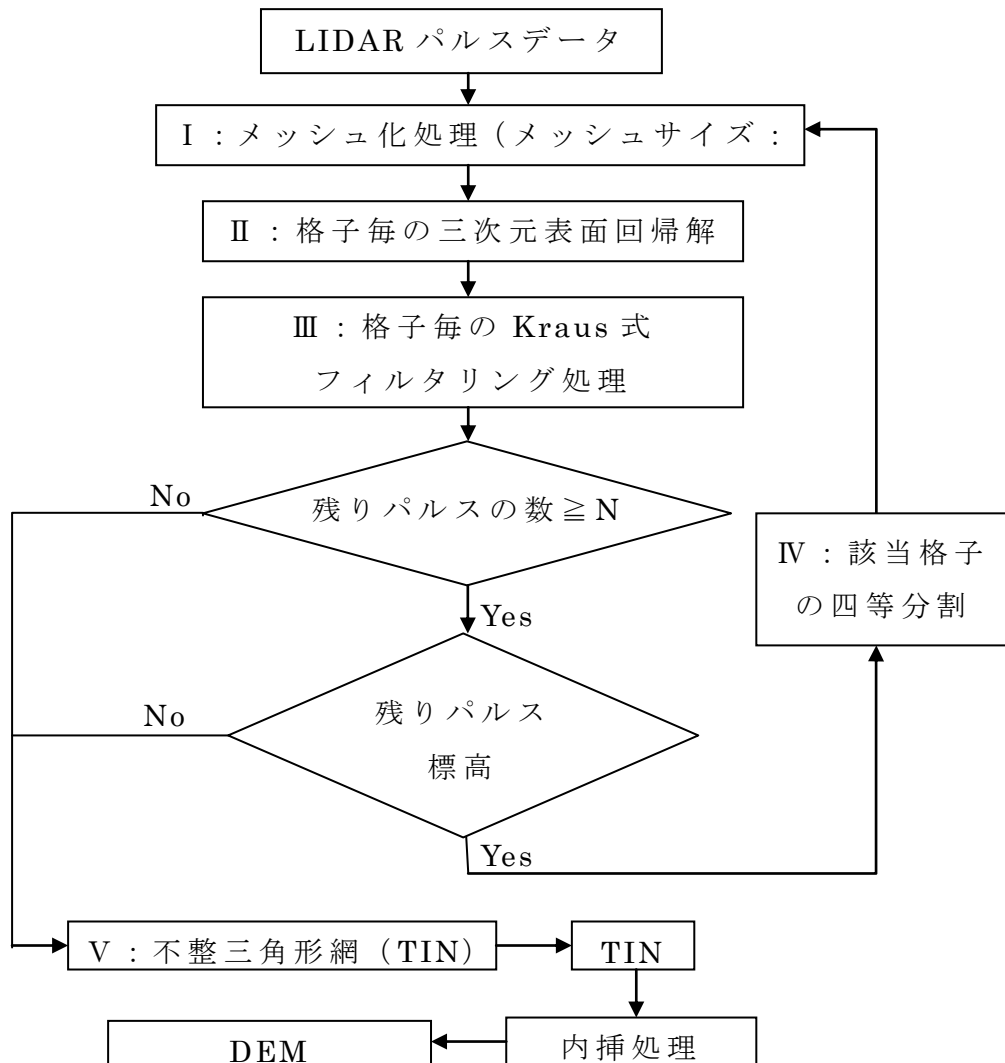 LIDAR パルスデータ
Ⅰ：メッシュ化処理（メッシュサイズ：
Ⅱ：格子毎の三次元表面回帰解
Ⅲ：格子毎の Kraus 式
フィルタリング処理
No
残りパルスの数≧N
Yes
Ⅳ：該当格子
の四等分割
No
残りパルス
標高
Yes
Ⅴ：不整三角形網（TIN）
TIN
DEM
内挿処理